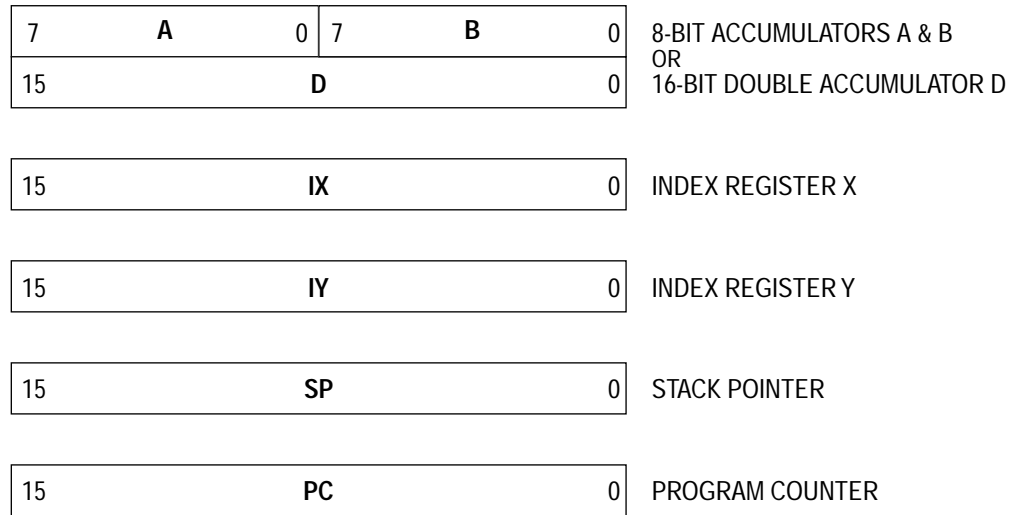 7 A 0 7 B 0 8-BIT ACCUMULATORS A & B
OR
15 D 0 16-BIT DOUBLE ACCUMULATOR D
15 IX 0 INDEX REGISTER X
15 IY 0 INDEX REGISTER Y
15 SP 0 STACK POINTER
15 PC 0 PROGRAM COUNTER